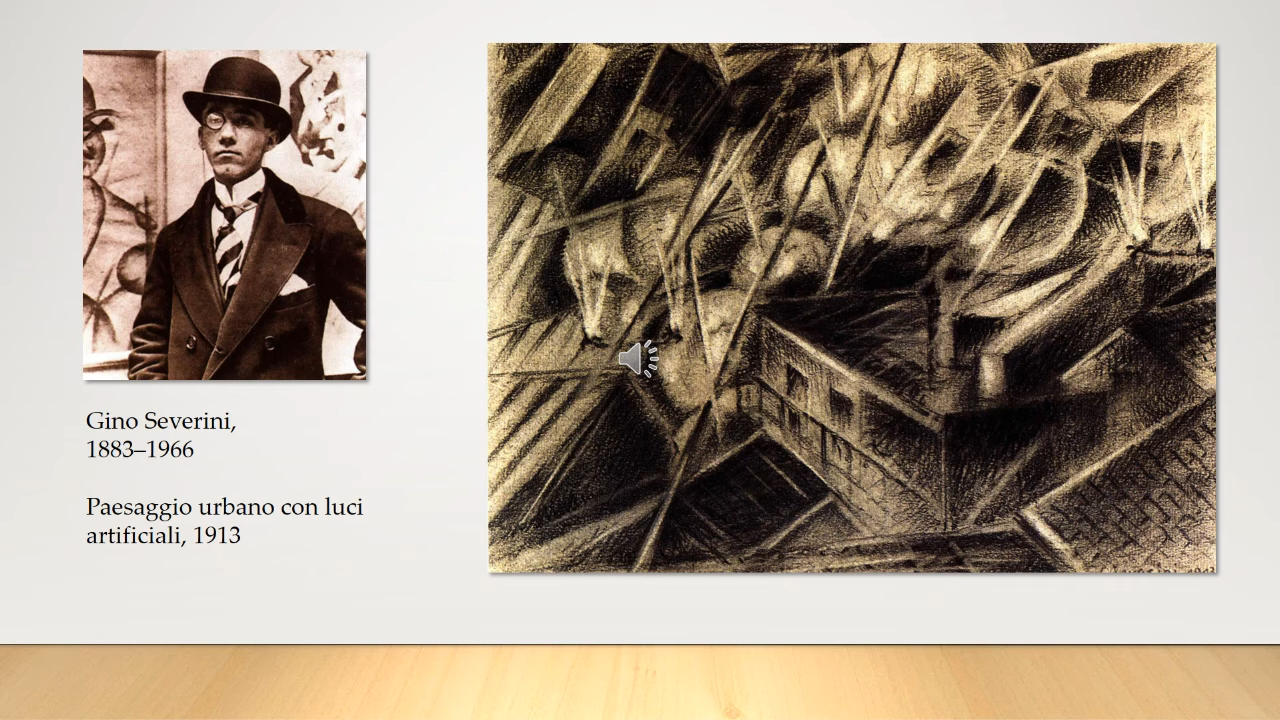 Gino Severini,
1883–1966
Paesaggio urbano con luci
artificiali, 1913